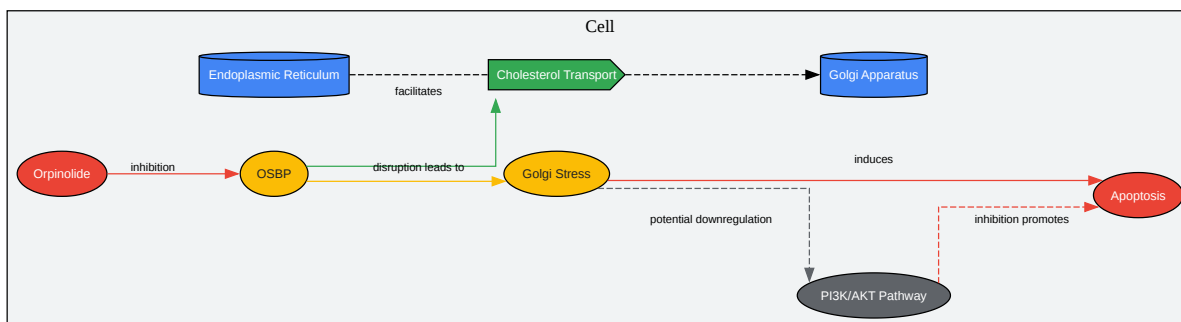 Cell
Endoplasmic Reticulum
Cholesterol Transport
Golgi Apparatus
facilitates
Orpinolide
inhibition
OSBP
disruption leads to
Golgi Stress
induces
Apoptosis
potential downregulation
inhibition promotes
PI3K/AKT Pathway